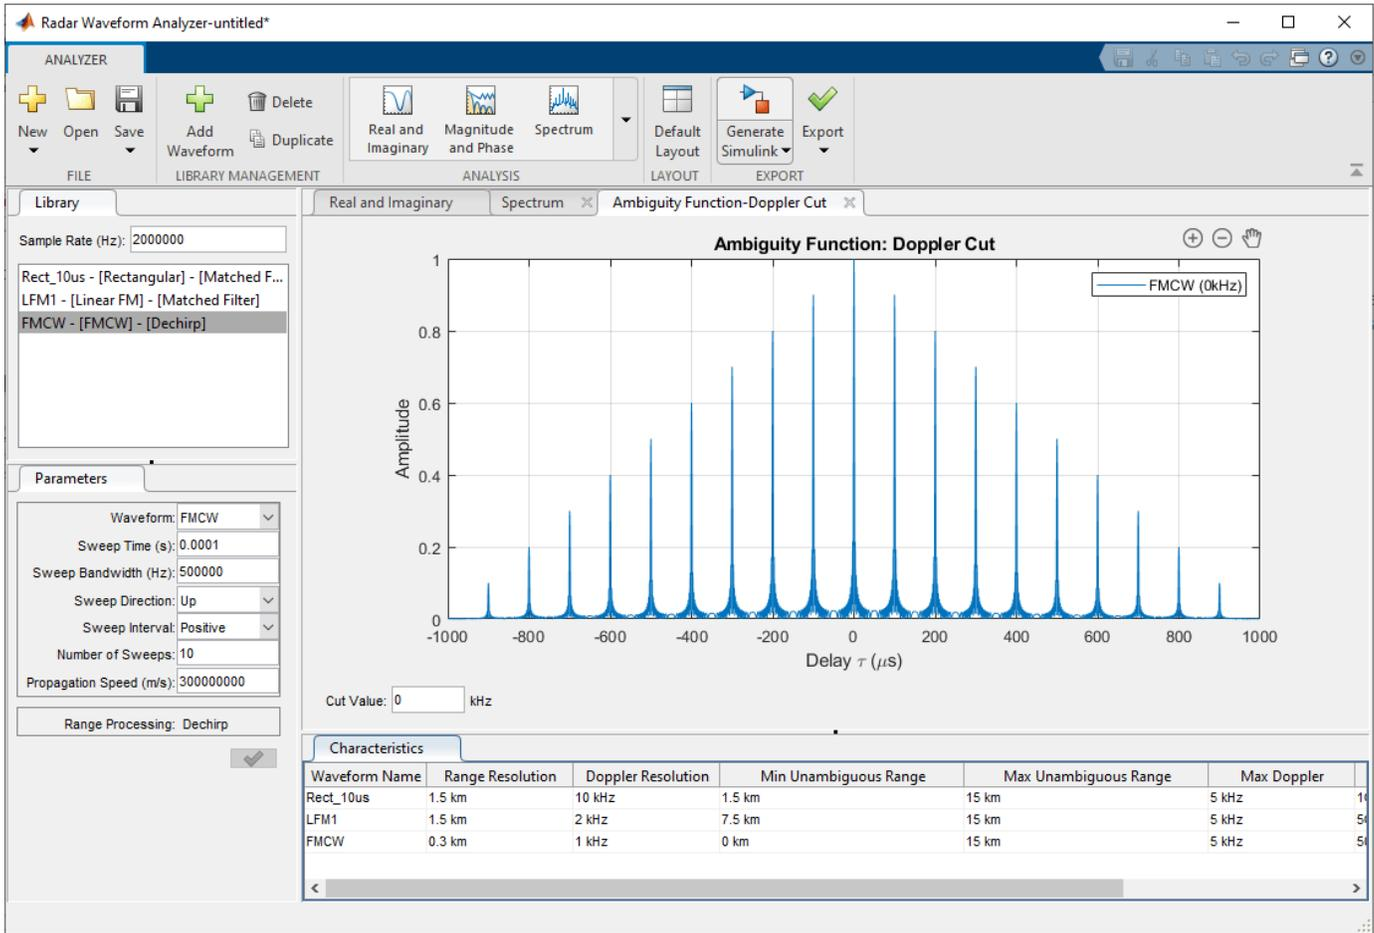 Radar Waveform Analyzer-untitled*
ANALYZER
New
Open
Save
Add
Waveform
Delete
Duplicate
Real and
Imaginary
Magnitude
and Phase
Spectrum
Default
Layout
Generate
Simulink
Export
FILE
LIBRARY MANAGEMENT
ANALYSIS
LAYOUT
EXPORT
Library
Sample Rate (Hz): 2000000
Rect_10us - [Rectangular] - [Matched F...
LFM1 - [Linear FM] - [Matched Filter]
FMCW - [FMCW] - [Dechirp]
Parameters
Waveform: FMCW
Sweep Time (s): 0.0001
Sweep Bandwidth (Hz): 500000
Sweep Direction: Up
Sweep Interval: Positive
Number of Sweeps: 10
Propagation Speed (m/s): 300000000
Range Processing: Dechirp
Real and Imaginary
Spectrum
Ambiguity Function-Doppler Cut
Ambiguity Function: Doppler Cut
FMCW (0kHz)
1
0.8
0.6
0.4
0.2
0
Amplitude
-1000 -800 -600 -400 -200 0 200 400 600 800 1000
Delay τ (μs)
Cut Value: 0 kHz
Characteristics
Waveform Name Range Resolution Doppler Resolution Min Unambiguous Range Max Unambiguous Range Max Doppler
Rect_10us 1.5 km 10 kHz 1.5 km 15 km 5 kHz
LFM1 1.5 km 2 kHz 7.5 km 15 km 5 kHz
FMCW 0.3 km 1 kHz 0 km 15 km 5 kHz